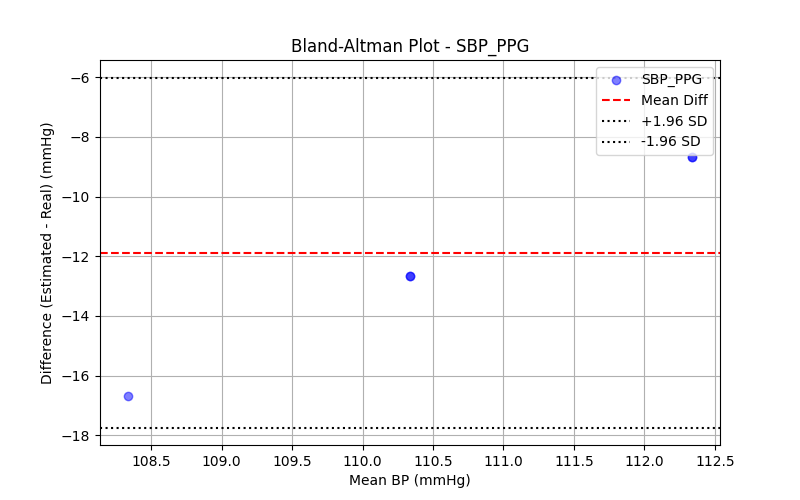 Bland-Altman Plot - SBP_PPG
Difference (Estimated - Real) (mmHg)
−6
−8
−10
−12
−14
−16
−18
SBP_PPG
Mean Diff
+1.96 SD
-1.96 SD
108.5 109.0 109.5 110.0 110.5 111.0 111.5 112.0 112.5
Mean BP (mmHg)